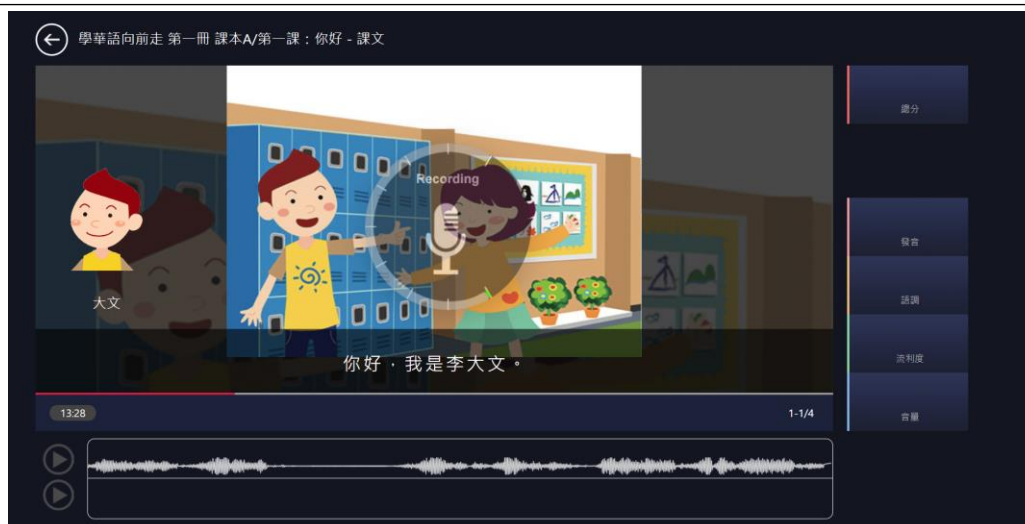 學華語向前走 第一冊 課本A/第一課：你好 - 課文
總分
Recording
發音
語調
大文
流利度
你好，我是李大文。
13:28
1-1/4
音量